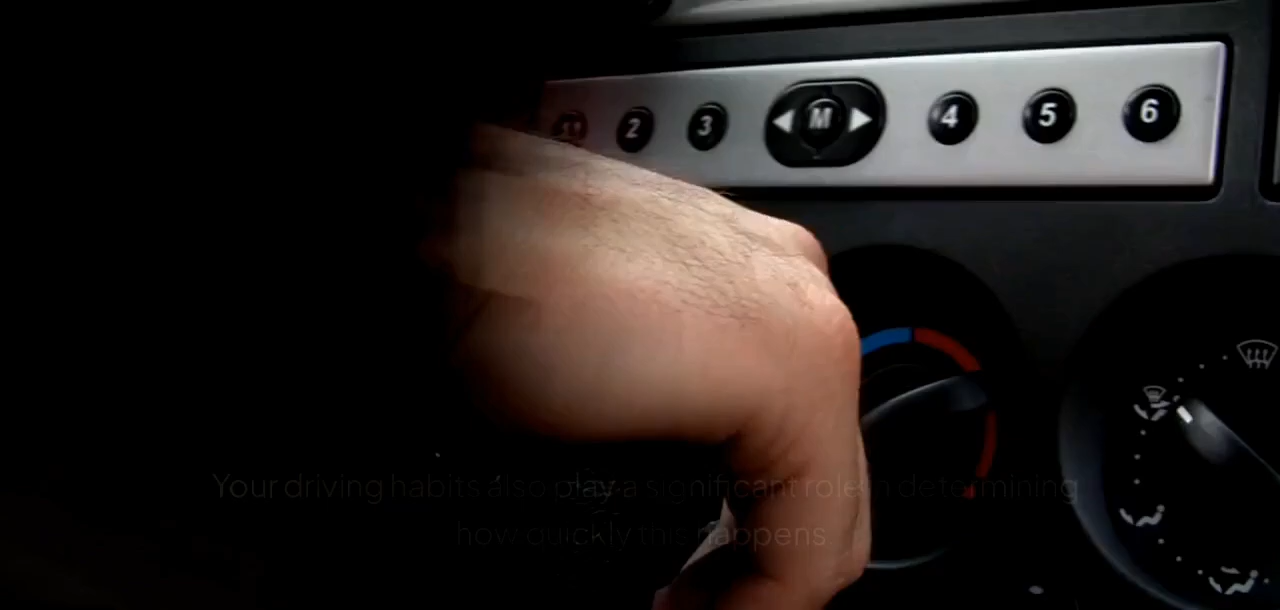 2 3 M 4 5 6
Your driving habits also play a significant role in determining
how quickly this happens